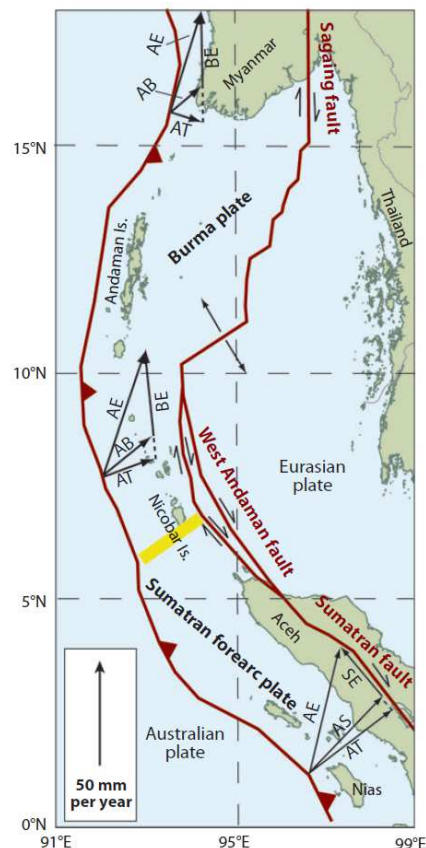 AE
BE
Myanmar
AB
AT
Sagaing fault
15°N
Thailand
Burma plate
Andaman Is.
10°N
AE
BE
AB
AT
West Andaman fault
Eurasian
plate
Nicobar Is.
5°N
Aceh
Sumatran fault
Sumatran forearc plate
SE
AE
AS
AT
Australian
plate
Nias
50 mm
per year
0°N
91°E
95°E
99°E